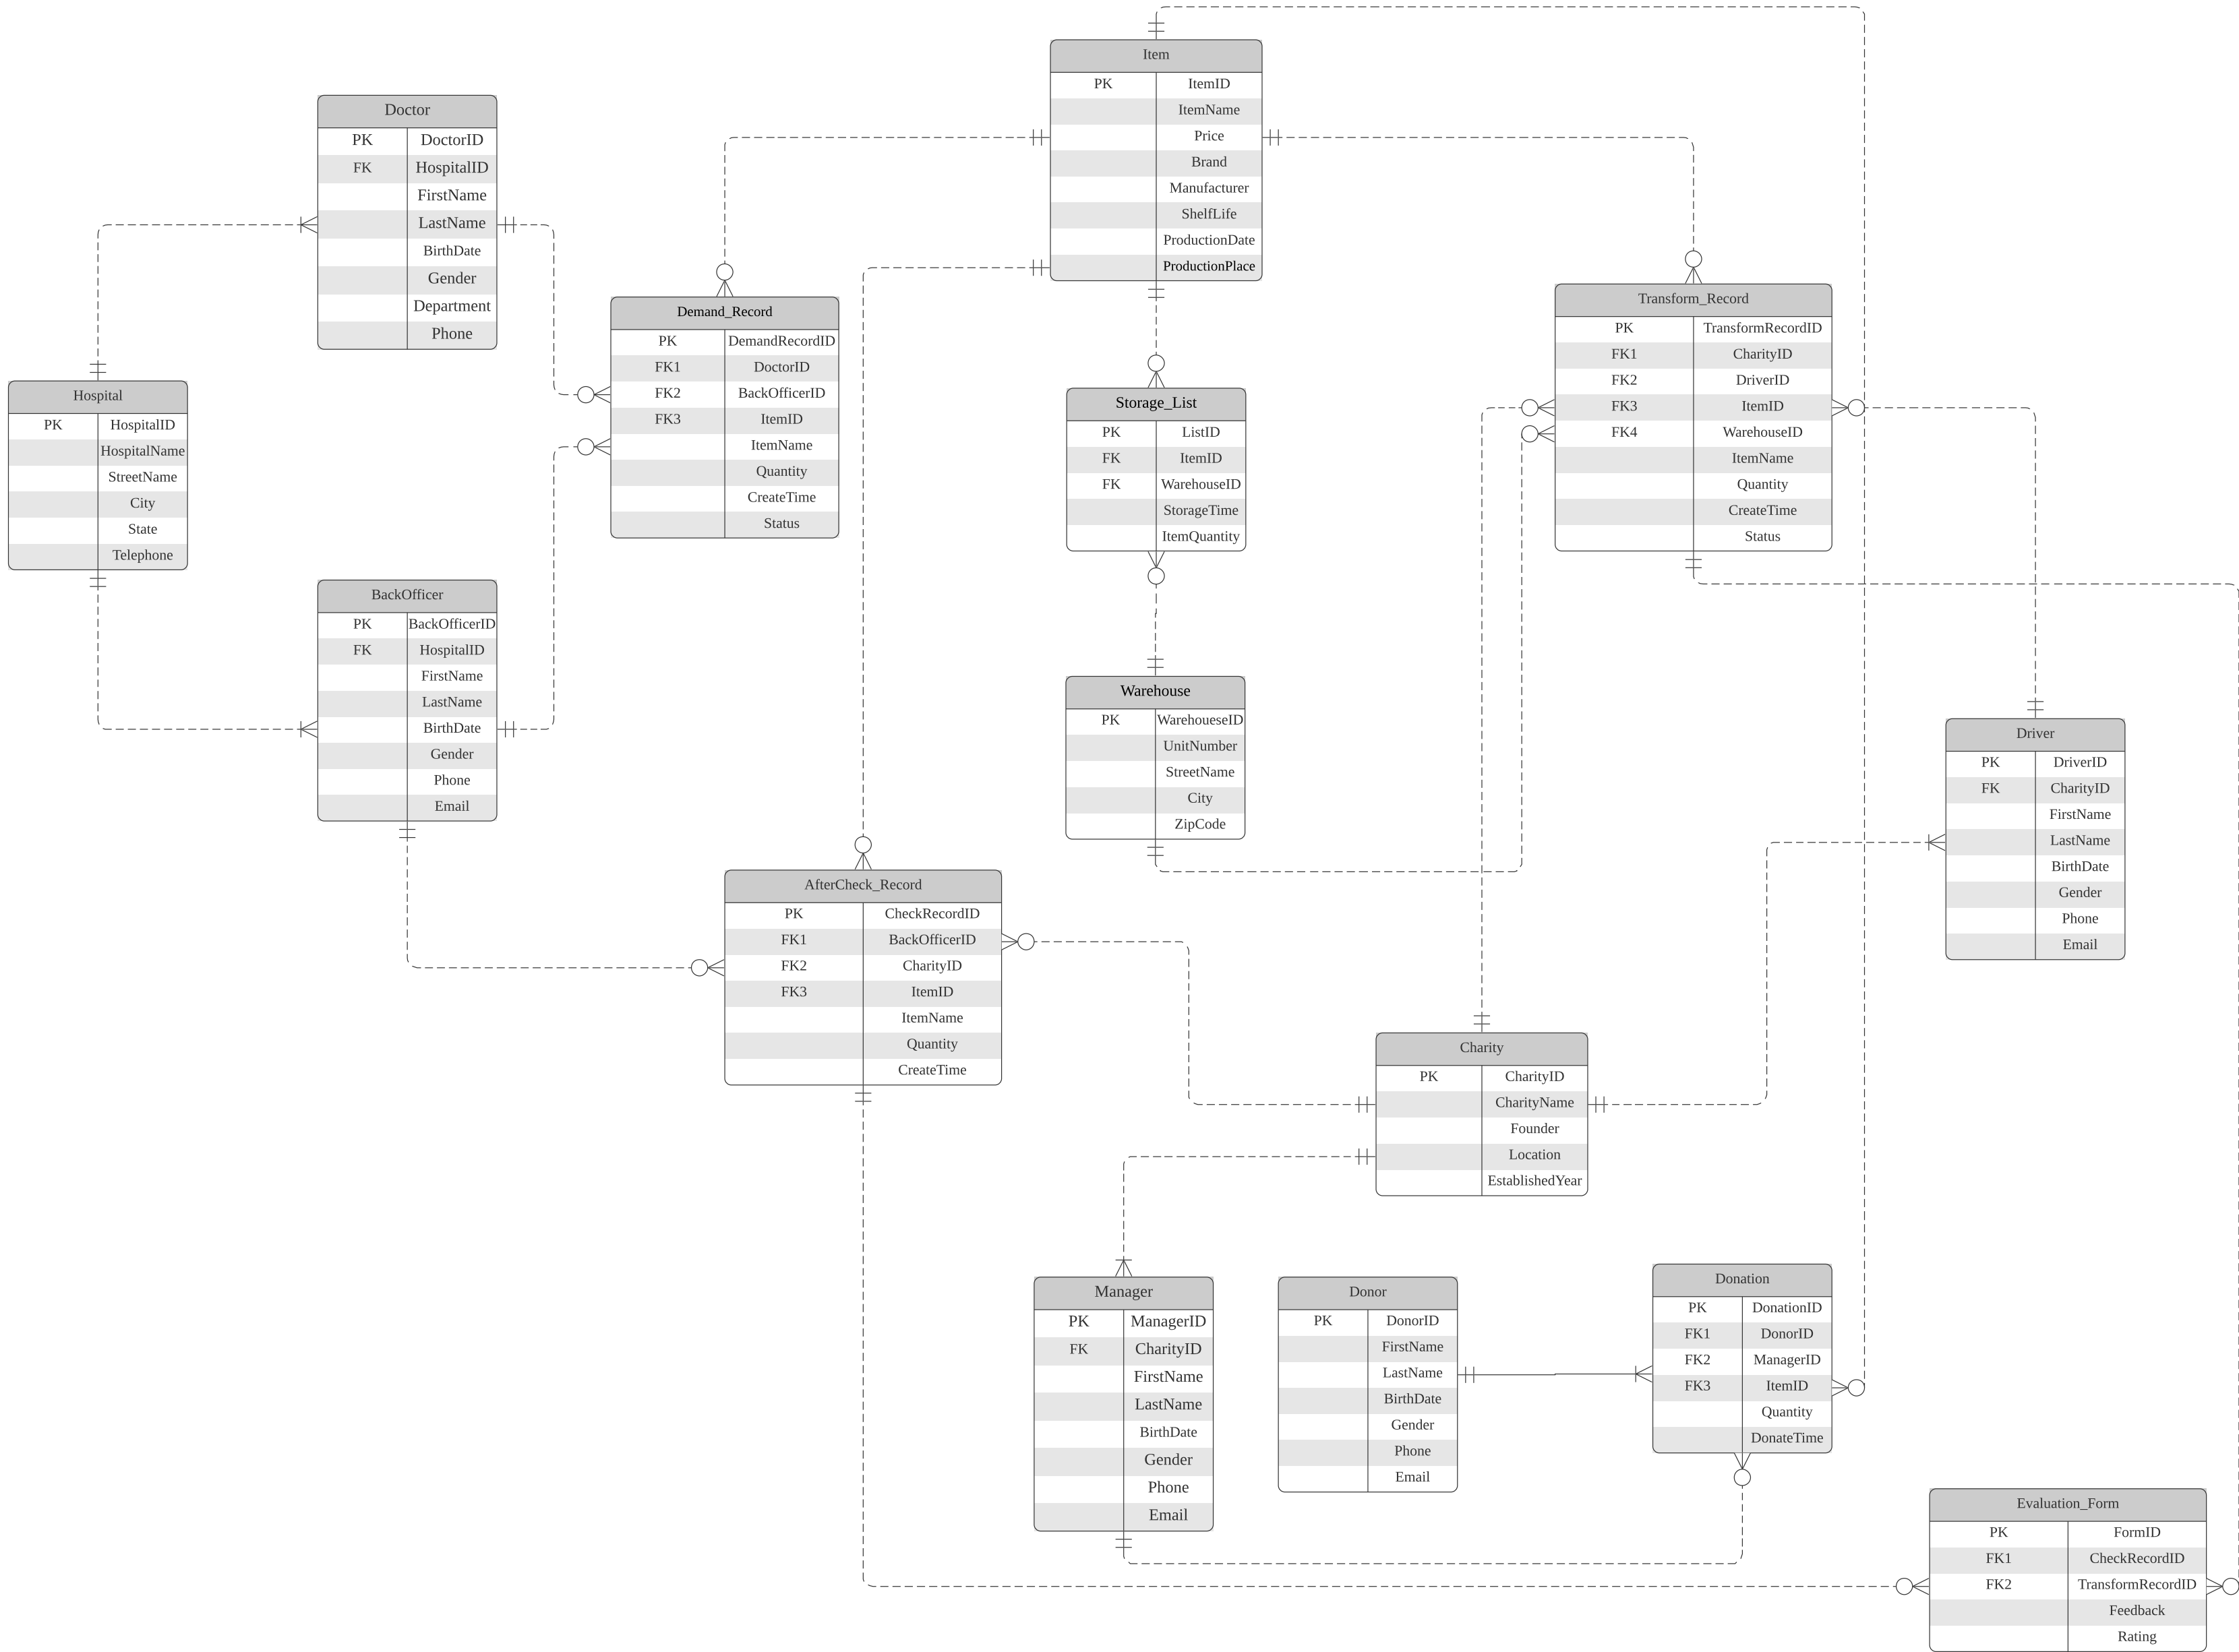 Item
PK ItemID
ItemName
Price
Brand
Manufacturer
ShelfLife
ProductionDate
ProductionPlace
Doctor
PK DoctorID
FK HospitalID
FirstName
LastName
BirthDate
Gender
Department
Phone
Demand_Record
PK DemandRecordID
FK1 DoctorID
FK2 BackOfficerID
FK3 ItemID
ItemName
Quantity
CreateTime
Status
Transform_Record
PK TransformRecordID
FK1 CharityID
FK2 DriverID
FK3 ItemID
FK4 WarehouseID
ItemName
Quantity
CreateTime
Status
Hospital
PK HospitalID
HospitalName
StreetName
City
State
Telephone
Storage_List
PK ListID
FK ItemID
FK WarehouseID
StorageTime
ItemQuantity
BackOfficer
PK BackOfficerID
FK HospitalID
FirstName
LastName
BirthDate
Gender
Phone
Email
Warehouse
PK WarehoueseID
UnitNumber
StreetName
City
ZipCode
Driver
PK DriverID
FK CharityID
FirstName
LastName
BirthDate
Gender
Phone
Email
AfterCheck_Record
PK CheckRecordID
FK1 BackOfficerID
FK2 CharityID
FK3 ItemID
ItemName
Quantity
CreateTime
Charity
PK CharityID
CharityName
Founder
Location
EstablishedYear
Manager
PK ManagerID
FK CharityID
FirstName
LastName
BirthDate
Gender
Phone
Email
Donor
PK DonorID
FirstName
LastName
BirthDate
Gender
Phone
Email
Donation
PK DonationID
FK1 DonorID
FK2 ManagerID
FK3 ItemID
Quantity
DonateTime
Evaluation_Form
PK FormID
FK1 CheckRecordID
FK2 TransformRecordID
Feedback
Rating